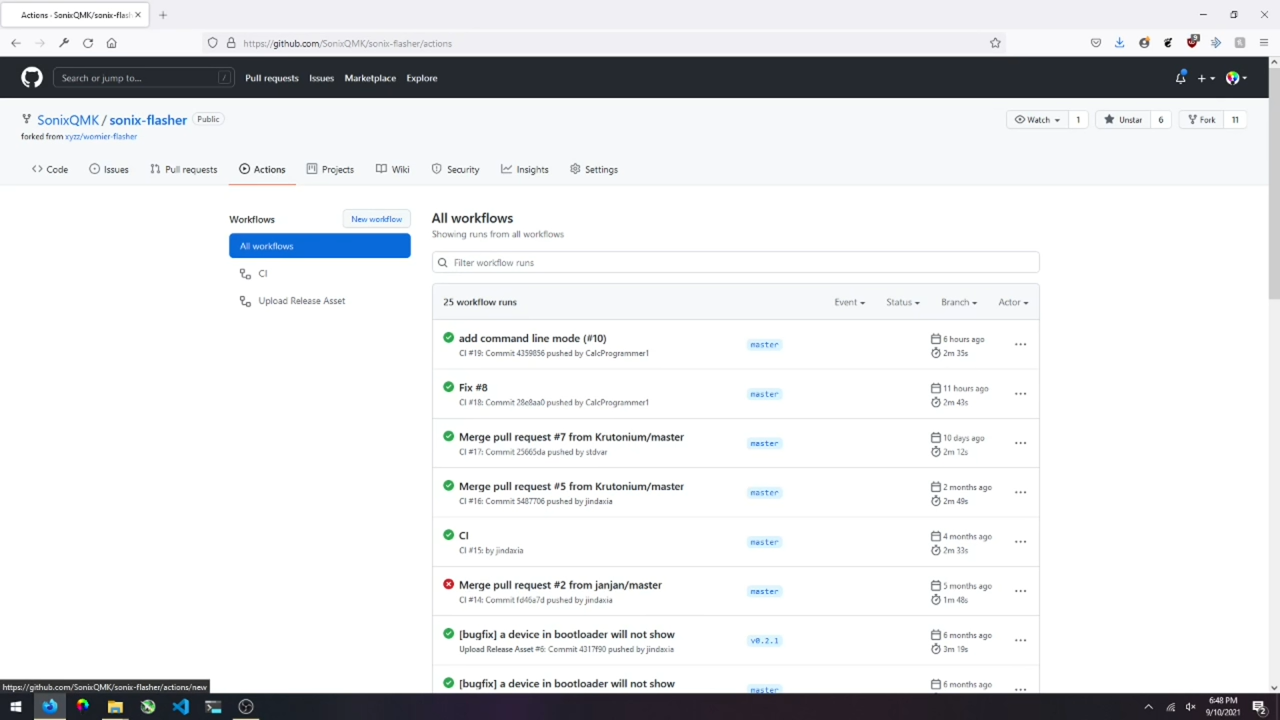 Actions - SonixQMK/sonix-flash
https://github.com/SonixQMK/sonix-flasher/actions
Search or jump to... /
Pull requests Issues Marketplace Explore
SonixQMK / sonix-flasher Public
Watch 1 Unstar 6 Fork 11
forked from xyzz/womier-flasher
Code Issues Pull requests Actions Projects Wiki Security Insights Settings
Workflows
New workflow
All workflows
CI
Upload Release Asset
All workflows
Showing runs from all workflows
Filter workflow runs
25 workflow runs
Event Status Branch Actor
add command line mode (#10)
CI #19: Commit 4359856 pushed by CalcProgrammer1
master
6 hours ago
2m 35s
Fix #8
CI #18: Commit 28e8aa0 pushed by CalcProgrammer1
master
11 hours ago
2m 43s
Merge pull request #7 from Krutonium/master
CI #17: Commit 25665da pushed by stdvar
master
10 days ago
2m 12s
Merge pull request #5 from Krutonium/master
CI #16: Commit 5487706 pushed by jindaxia
master
2 months ago
2m 49s
CI
CI #15: by jindaxia
master
4 months ago
2m 33s
Merge pull request #2 from janjan/master
CI #14: Commit fd46a7d pushed by jindaxia
master
5 months ago
1m 48s
[bugfix] a device in bootloader will not show
Upload Release Asset #6: Commit 4317f90 pushed by jindaxia
v0.2.1
6 months ago
3m 19s
[bugfix] a device in bootloader will not show
master
6 months ago
https://github.com/SonixQMK/sonix-flasher/actions/new
6:48 PM
9/10/2021
2